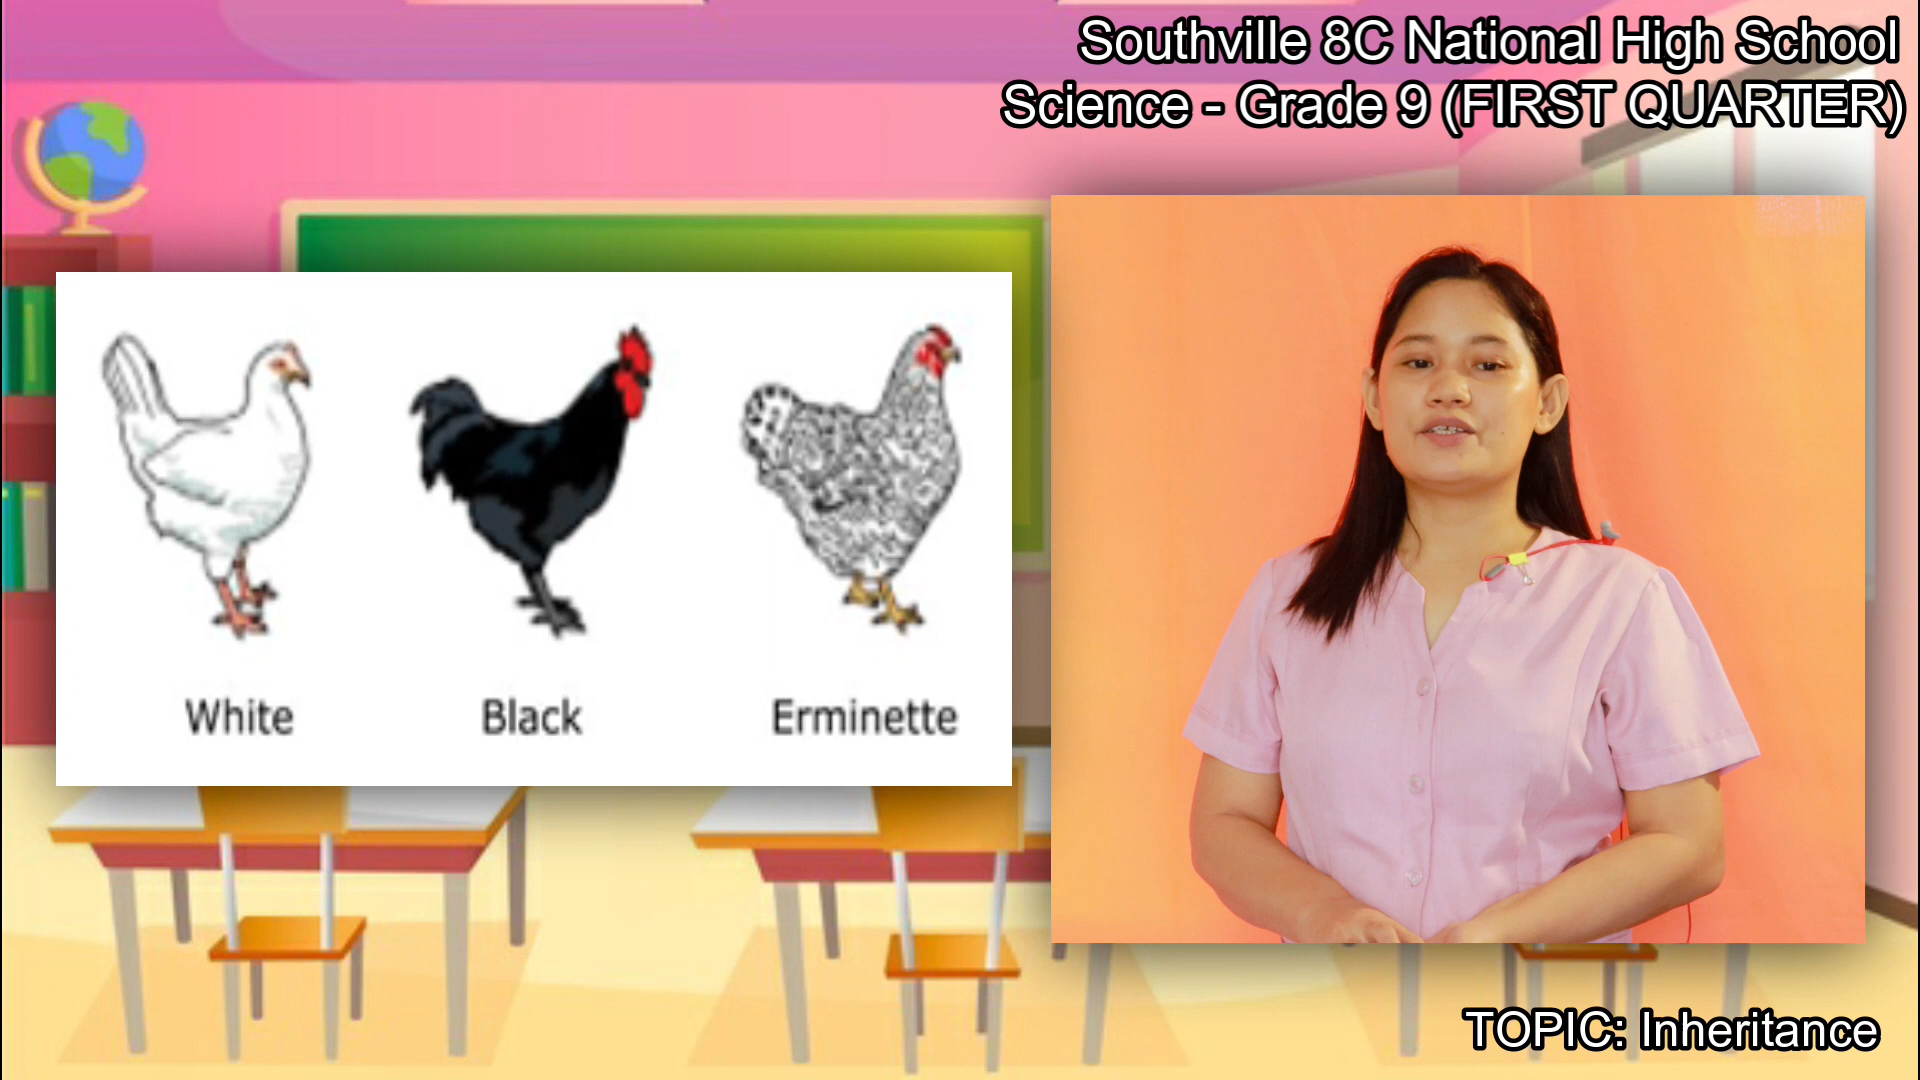 Southville 8C National High School
Science - Grade 9 (FIRST QUARTER)
White
Black
Erminette
TOPIC: Inheritance